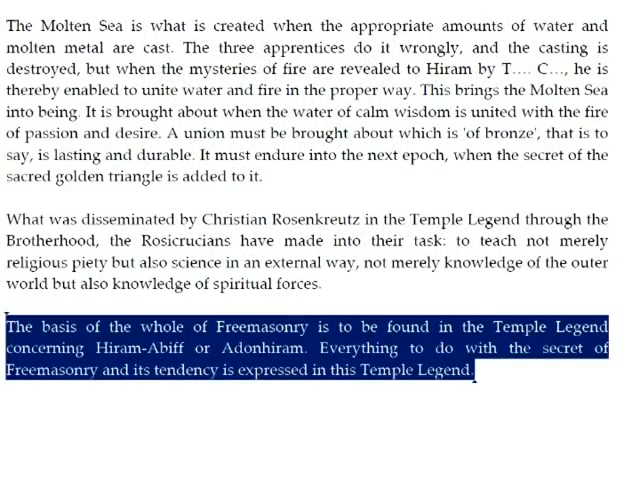 The Molten Sea is what is created when the appropriate amounts of water and
molten metal are cast. The three apprentices do it wrongly, and the casting is
destroyed, but when the mysteries of fire are revealed to Hiram by T.... C..., he is
thereby enabled to unite water and fire in the proper way. This brings the Molten Sea
into being. It is brought about when the water of calm wisdom is united with the fire
of passion and desire. A union must be brought about which is 'of bronze', that is to
say, is lasting and durable. It must endure into the next epoch, when the secret of the
sacred golden triangle is added to it.
What was disseminated by Christian Rosenkreutz in the Temple Legend through the
Brotherhood, the Rosicrucians have made into their task: to teach not merely
religious piety but also science in an external way, not merely knowledge of the outer
world but also knowledge of spiritual forces.
The basis of the whole of Freemasonry is to be found in the Temple Legend
concerning Hiram-Abiff or Adonhiram. Everything to do with the secret of
Freemasonry and its tendency is expressed in this Temple Legend.